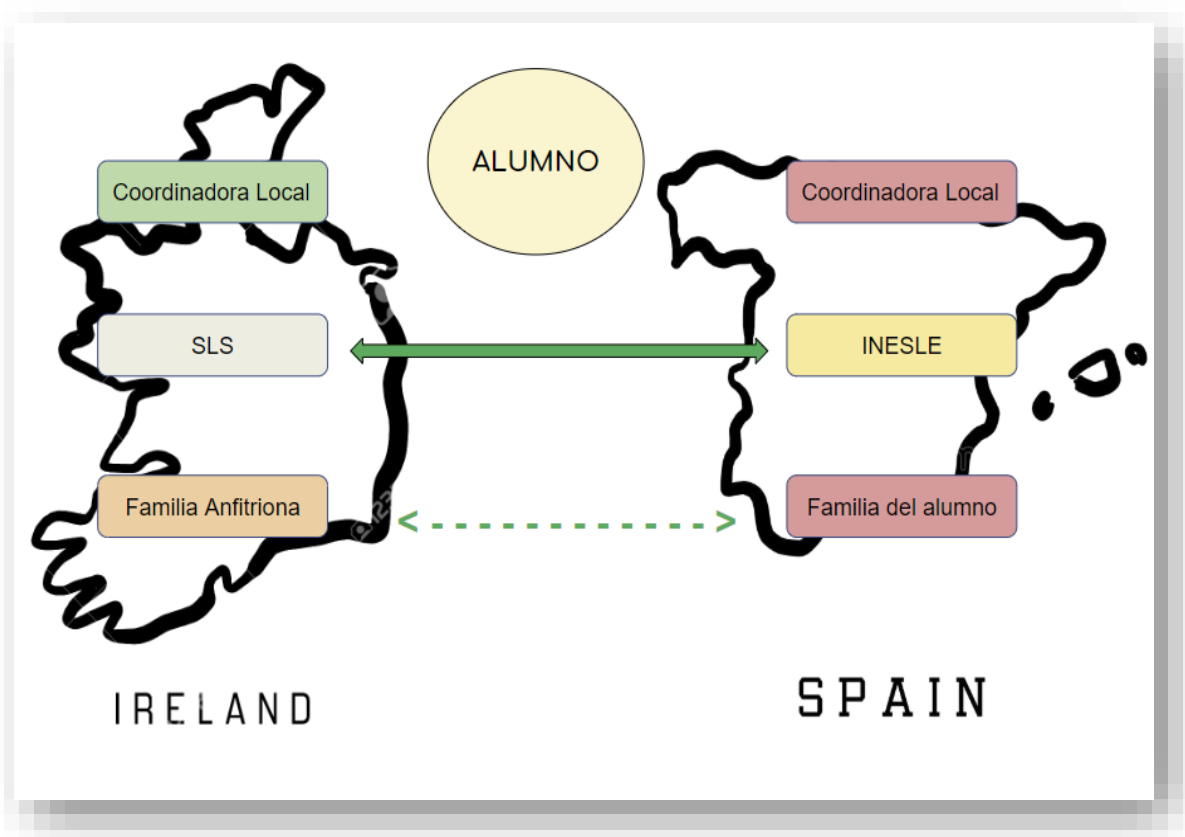 ALUMNO
Coordinadora Local
Coordinadora Local
SLS
INESLE
Familia Anfitriona
Familia del alumno
IRELAND
SPAIN